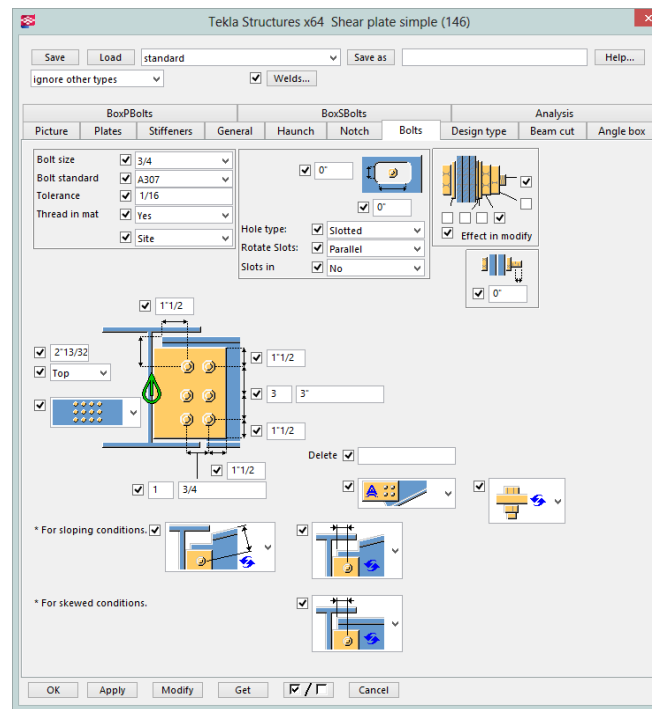 Tekla Structures x64 Shear plate simple (146)
Save Load standard Save as Help...
ignore other types Welds...
BoxPBolts BoxSBolts Analysis
Picture Plates Stiffeners General Haunch Notch Bolts Design type Beam cut Angle box
Bolt size 3/4
Bolt standard A307
Tolerance 1/16
Thread in mat Yes
Site
0"
0"
Hole type: Slotted
Rotate Slots: Parallel
Slots in No
Effect in modify
0"
1"1/2
2"13/32
Top
1"1/2
3 3"
1"1/2
1"1/2
1 3/4
Delete
A
* For sloping conditions.
* For skewed conditions.
OK Apply Modify Get / Cancel